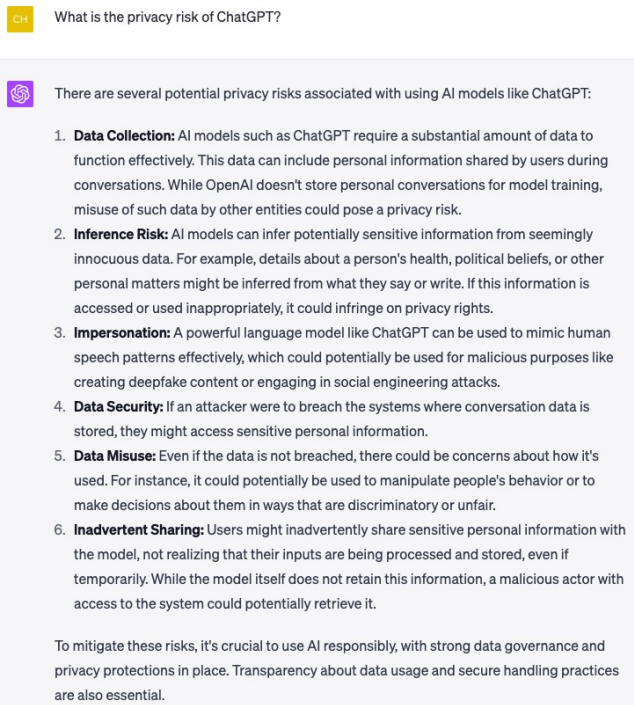 CH
What is the privacy risk of ChatGPT?
There are several potential privacy risks associated with using AI models like ChatGPT:
1. Data Collection: AI models such as ChatGPT require a substantial amount of data to
function effectively. This data can include personal information shared by users during
conversations. While OpenAI doesn't store personal conversations for model training,
misuse of such data by other entities could pose a privacy risk.
2. Inference Risk: AI models can infer potentially sensitive information from seemingly
innocuous data. For example, details about a person's health, political beliefs, or other
personal matters might be inferred from what they say or write. If this information is
accessed or used inappropriately, it could infringe on privacy rights.
3. Impersonation: A powerful language model like ChatGPT can be used to mimic human
speech patterns effectively, which could potentially be used for malicious purposes like
creating deepfake content or engaging in social engineering attacks.
4. Data Security: If an attacker were to breach the systems where conversation data is
stored, they might access sensitive personal information.
5. Data Misuse: Even if the data is not breached, there could be concerns about how it's
used. For instance, it could potentially be used to manipulate people's behavior or to
make decisions about them in ways that are discriminatory or unfair.
6. Inadvertent Sharing: Users might inadvertently share sensitive personal information with
the model, not realizing that their inputs are being processed and stored, even if
temporarily. While the model itself does not retain this information, a malicious actor with
access to the system could potentially retrieve it.
To mitigate these risks, it's crucial to use AI responsibly, with strong data governance and
privacy protections in place. Transparency about data usage and secure handling practices
are also essential.